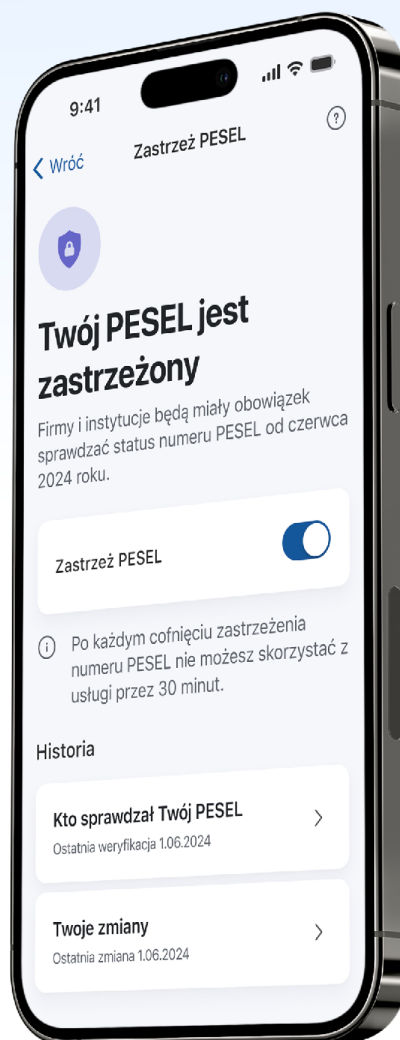 9:41
Wróć
Zastrzeż PESEL
Twój PESEL jest
zastrzeżony
Firmy i instytucje będą miały obowiązek
sprawdzać status numeru PESEL od czerwca
2024 roku.
Zastrzeż PESEL
Po każdym cofnięciu zastrzeżenia
numeru PESEL nie możesz skorzystać z
usługi przez 30 minut.
Historia
Kto sprawdzał Twój PESEL
Ostatnia weryfikacja 1.06.2024
Twoje zmiany
Ostatnia zmiana 1.06.2024